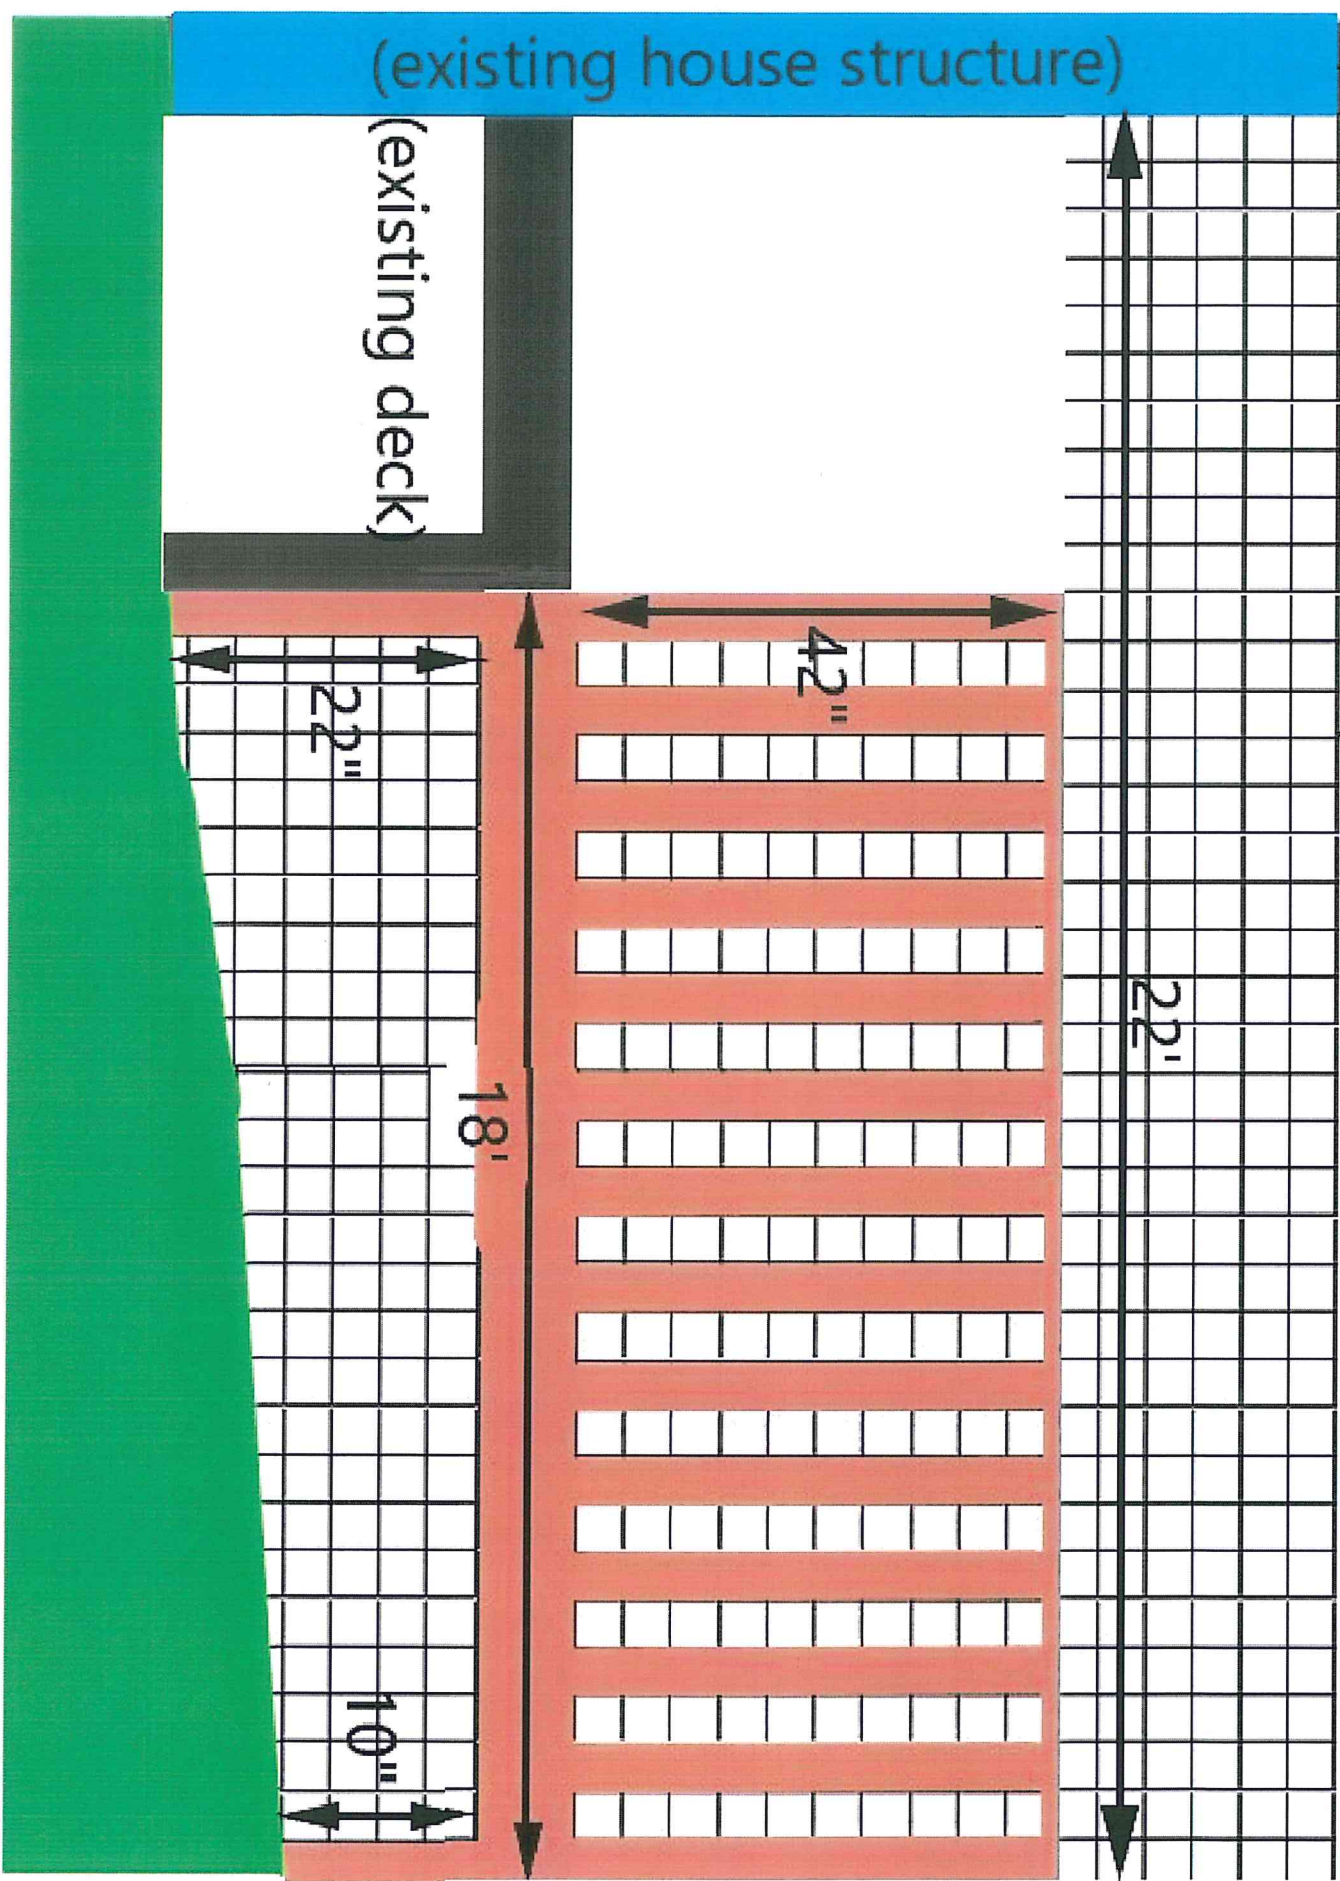 (existing house structure)
(existing deck)
42"
22"
22'
18'
10"